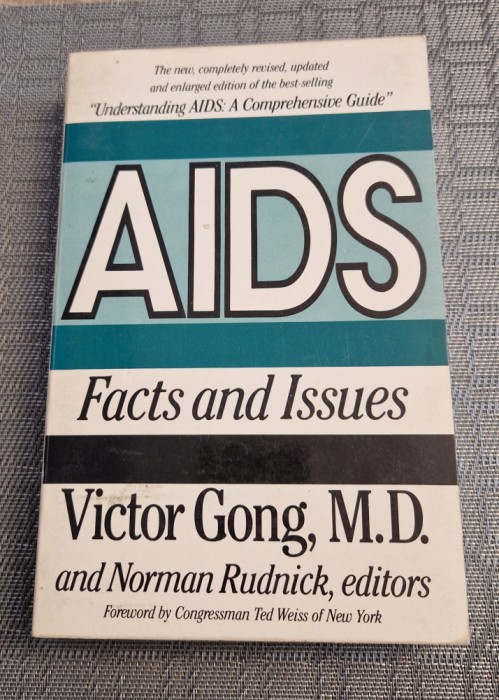 The new, completely revised, updated
and enlarged edition of the best-selling
"Understanding AIDS: A Comprehensive Guide"
AIDS
Facts and Issues
Victor Gong, M.D.
and Norman Rudnick, editors
Foreword by Congressman Ted Weiss of New York